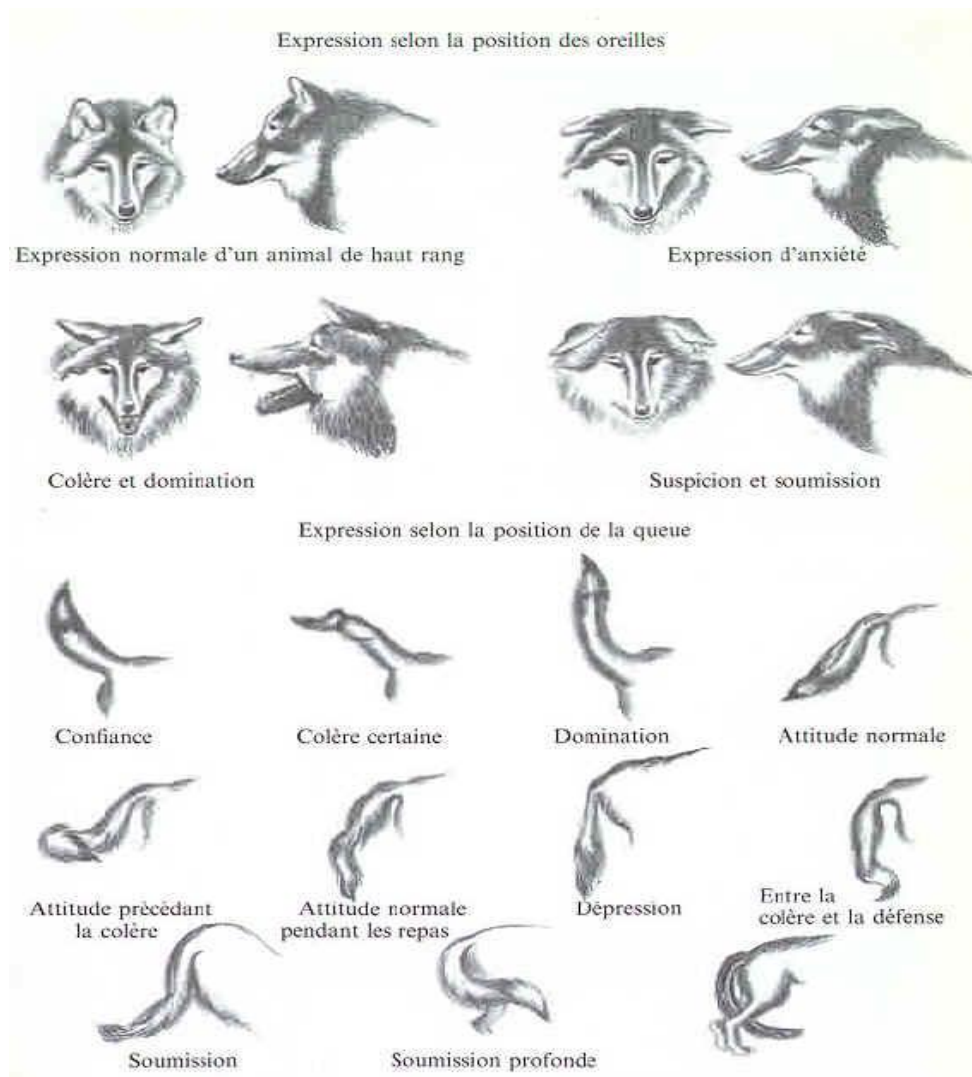 Expression selon la position des oreilles
Expression normale d'un animal de haut rang
Expression d'anxiété
Colère et domination
Suspicion et soumission
Expression selon la position de la queue
Confiance
Colère certaine
Domination
Attitude normale
Attitude précédant
la colère
Attitude normale
pendant les repas
Dépression
Entre la
colère et la défense
Soumission
Soumission profonde